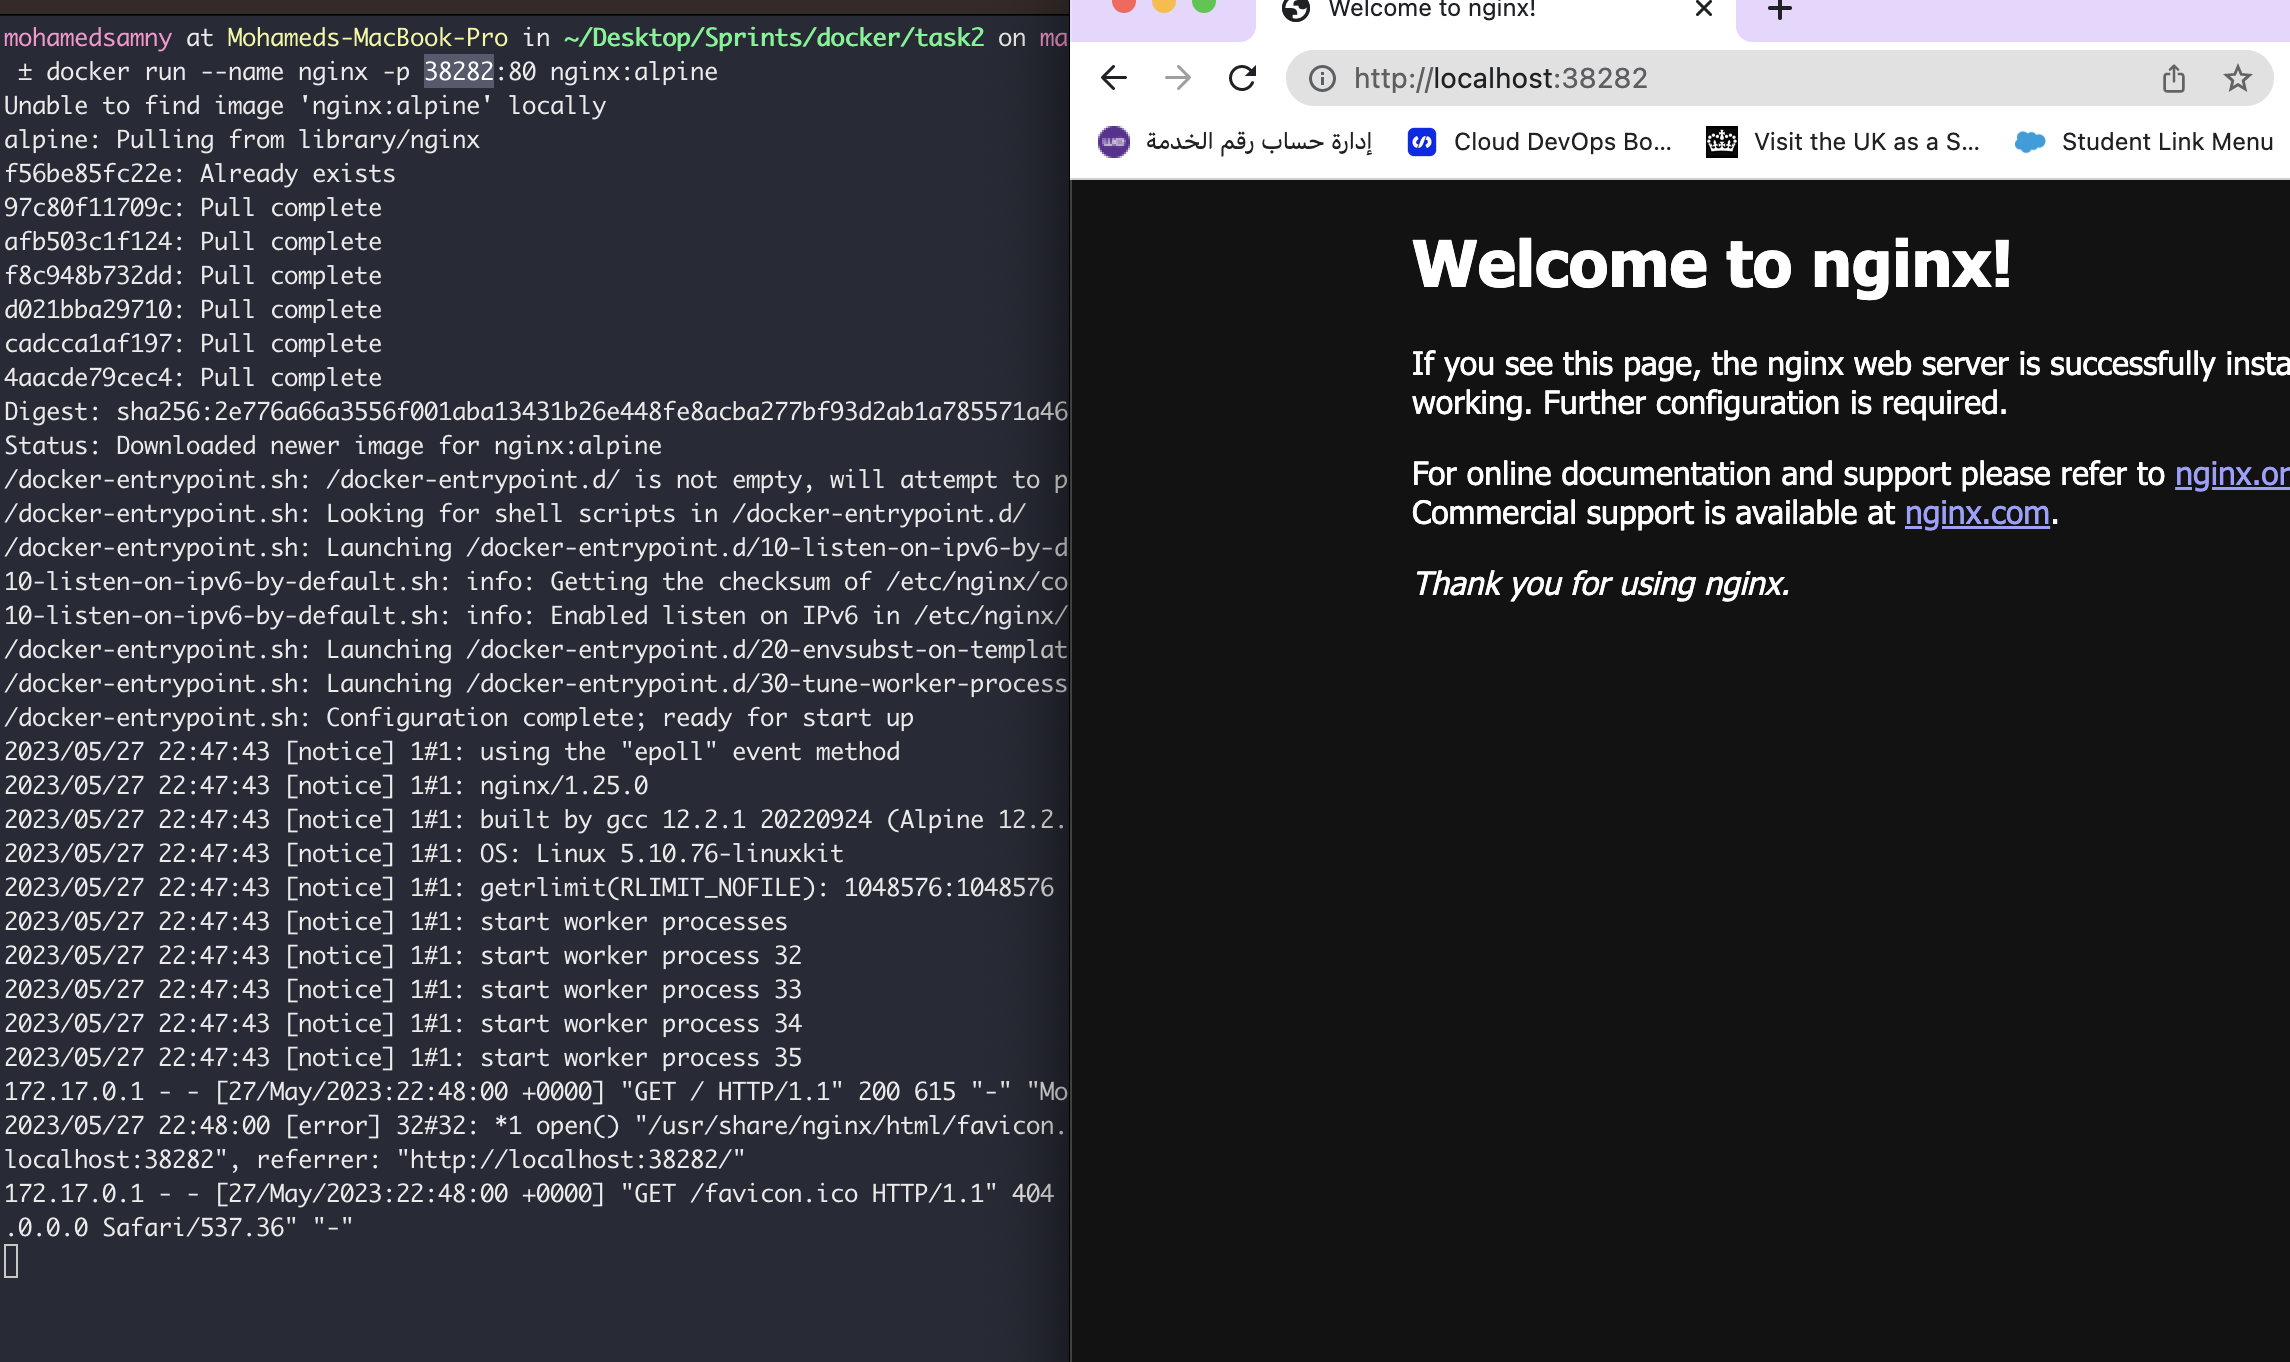 mohamedsamny at Mohameds-MacBook-Pro in ~/Desktop/Sprints/docker/task2 on ma
± docker run --name nginx -p 38282:80 nginx:alpine
Unable to find image 'nginx:alpine' locally
alpine: Pulling from library/nginx
f56be85fc22e: Already exists
97c80f11709c: Pull complete
afb503c1f124: Pull complete
f8c948b732dd: Pull complete
d021bba29710: Pull complete
cadcca1af197: Pull complete
4aacde79cec4: Pull complete
Digest: sha256:2e776a66a3556f001aba13431b26e448fe8acba277bf93d2ab1a785571a46
Status: Downloaded newer image for nginx:alpine
/docker-entrypoint.sh: /docker-entrypoint.d/ is not empty, will attempt to p
/docker-entrypoint.sh: Looking for shell scripts in /docker-entrypoint.d/
/docker-entrypoint.sh: Launching /docker-entrypoint.d/10-listen-on-ipv6-by-d
10-listen-on-ipv6-by-default.sh: info: Getting the checksum of /etc/nginx/co
10-listen-on-ipv6-by-default.sh: info: Enabled listen on IPv6 in /etc/nginx/
/docker-entrypoint.sh: Launching /docker-entrypoint.d/20-envsubst-on-templat
/docker-entrypoint.sh: Launching /docker-entrypoint.d/30-tune-worker-process
/docker-entrypoint.sh: Configuration complete; ready for start up
2023/05/27 22:47:43 [notice] 1#1: using the "epoll" event method
2023/05/27 22:47:43 [notice] 1#1: nginx/1.25.0
2023/05/27 22:47:43 [notice] 1#1: built by gcc 12.2.1 20220924 (Alpine 12.2.
2023/05/27 22:47:43 [notice] 1#1: OS: Linux 5.10.76-linuxkit
2023/05/27 22:47:43 [notice] 1#1: getrlimit(RLIMIT_NOFILE): 1048576:1048576
2023/05/27 22:47:43 [notice] 1#1: start worker processes
2023/05/27 22:47:43 [notice] 1#1: start worker process 32
2023/05/27 22:47:43 [notice] 1#1: start worker process 33
2023/05/27 22:47:43 [notice] 1#1: start worker process 34
2023/05/27 22:47:43 [notice] 1#1: start worker process 35
172.17.0.1 - - [27/May/2023:22:48:00 +0000] "GET / HTTP/1.1" 200 615 "-" "Mo
2023/05/27 22:48:00 [error] 32#32: *1 open() "/usr/share/nginx/html/favicon.
localhost:38282", referrer: "http://localhost:38282/"
172.17.0.1 - - [27/May/2023:22:48:00 +0000] "GET /favicon.ico HTTP/1.1" 404
.0.0.0 Safari/537.36" "-"
Welcome to nginx!
http://localhost:38282
إدارة حساب رقم الخدمة
Cloud DevOps Bo...
Visit the UK as a S...
Student Link Menu
Welcome to nginx!
If you see this page, the nginx web server is successfully insta
working. Further configuration is required.
For online documentation and support please refer to nginx.or
Commercial support is available at nginx.com.
Thank you for using nginx.